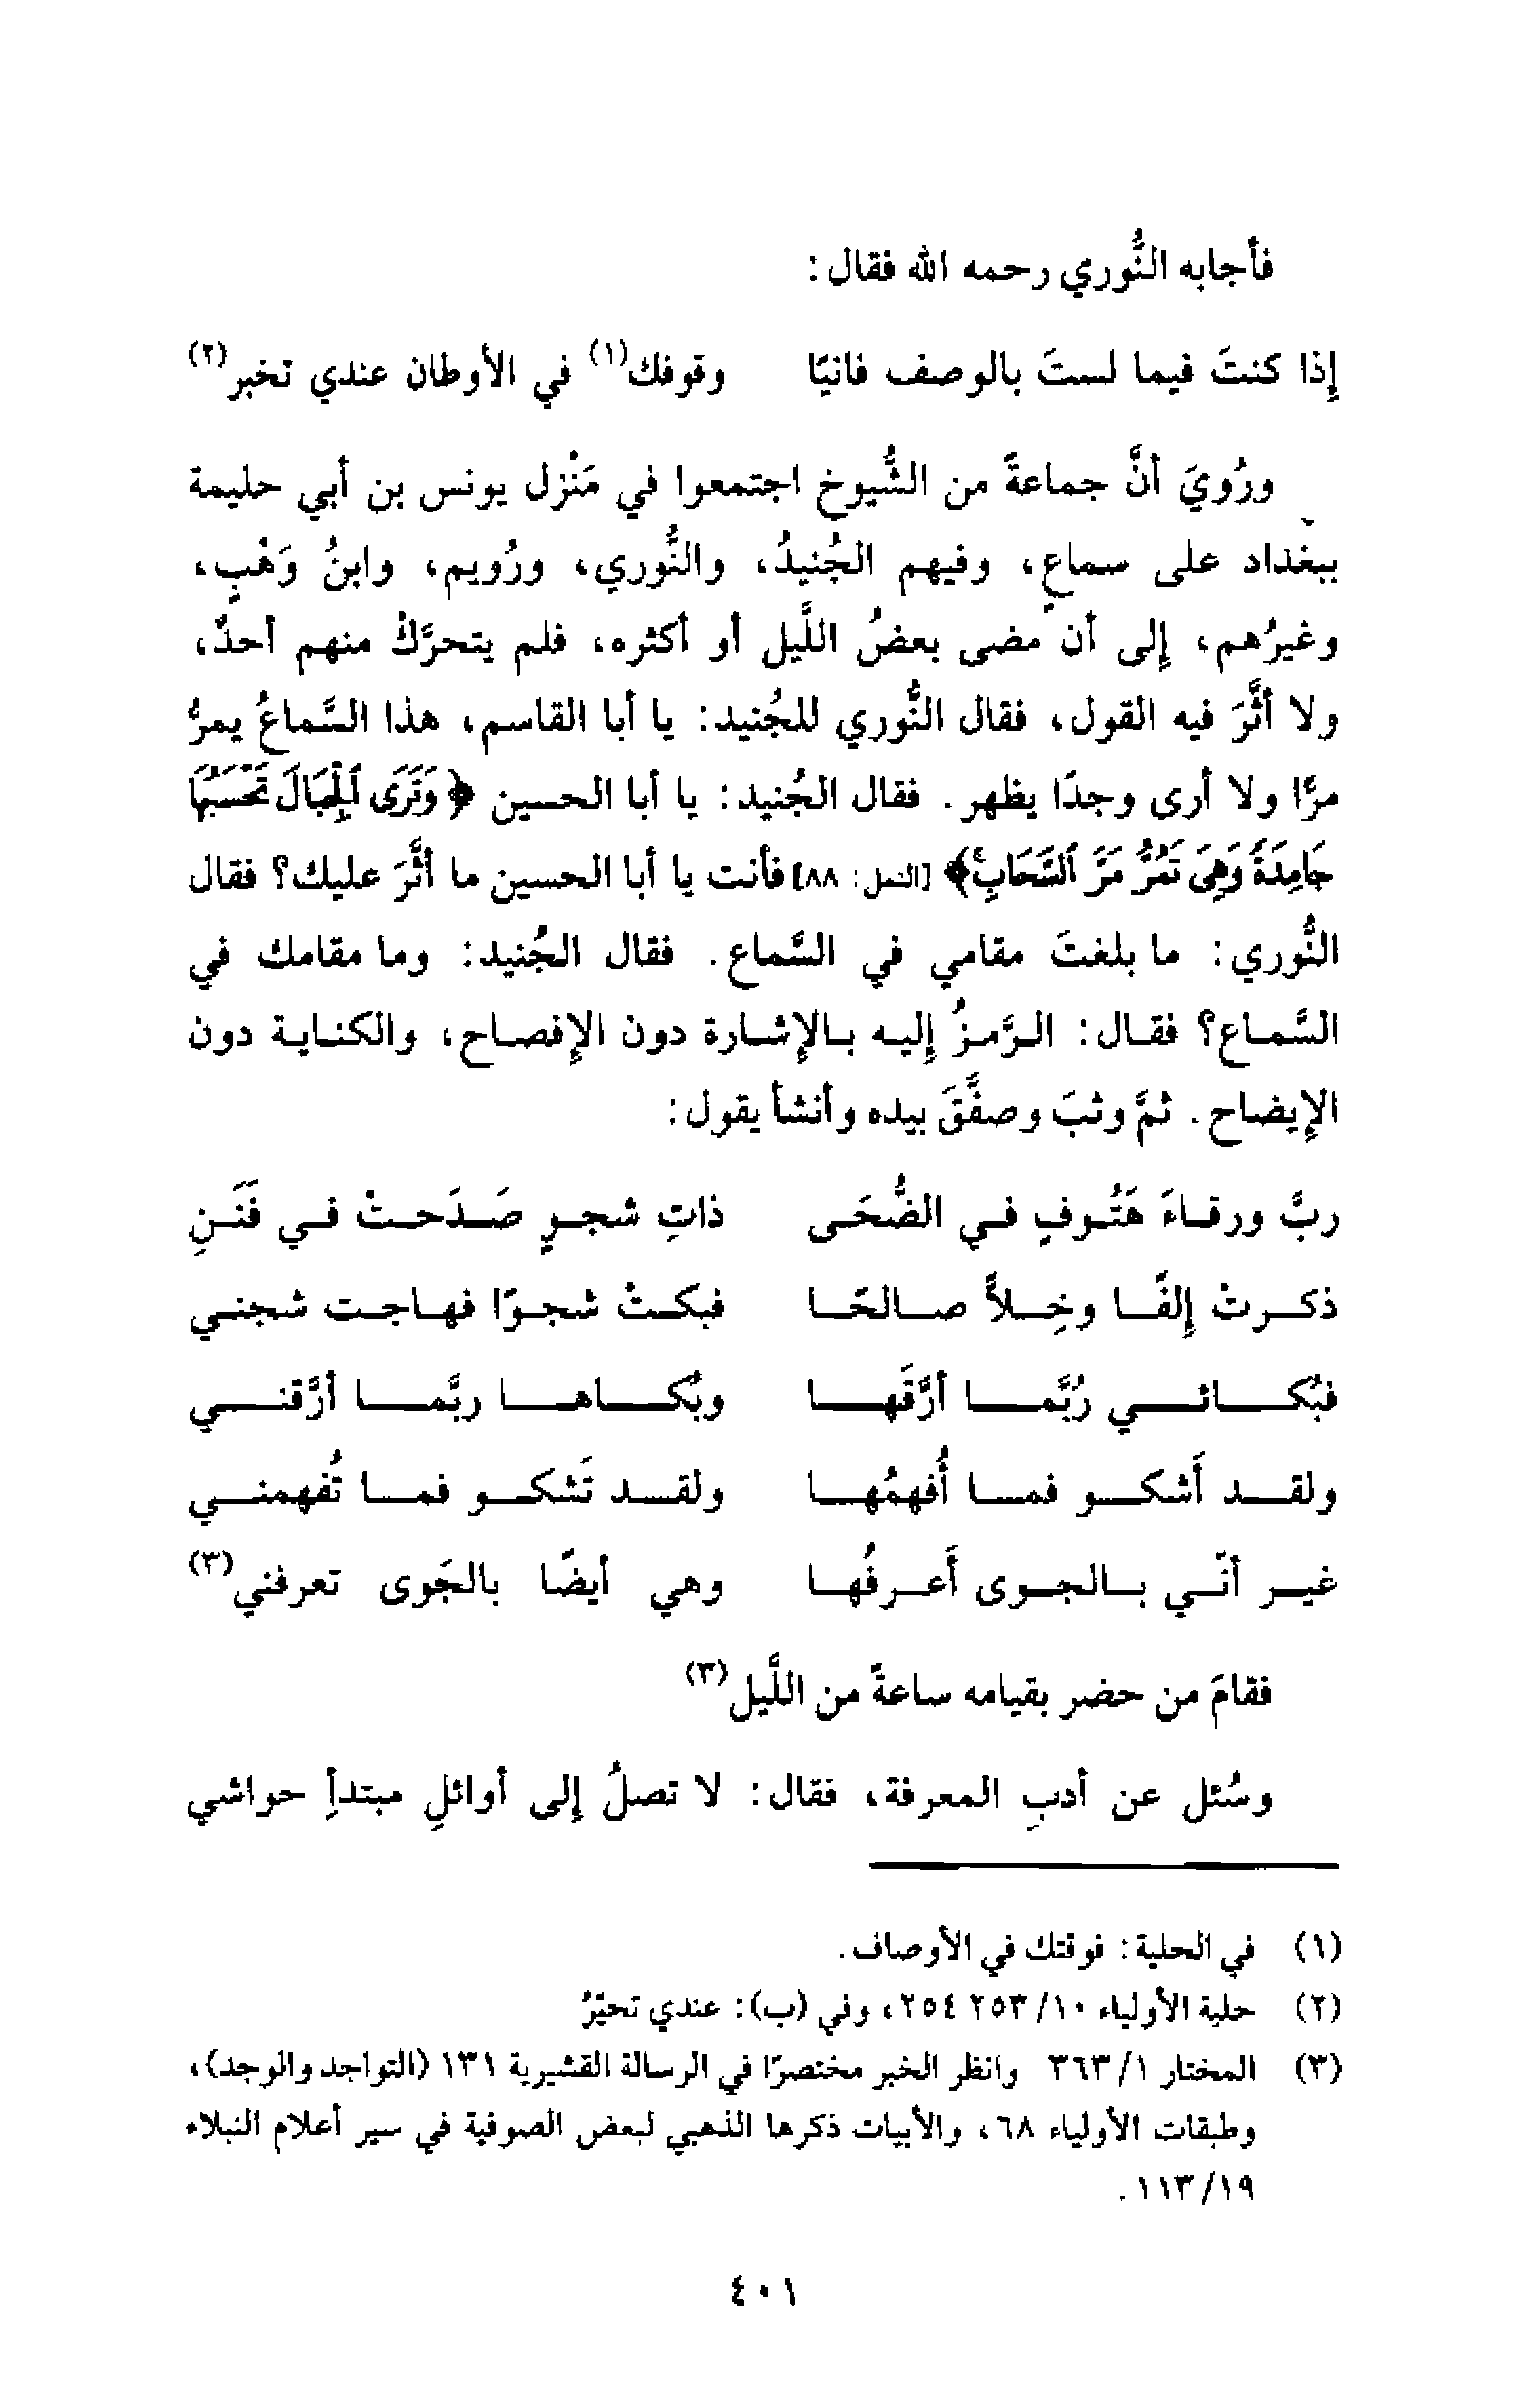 فأجابه النُّوري رحمه الله فقال:
إذا كنتَ فيما لستَ بالوصف فانيًا وقوفك(١) في الأوطان عندي تخبر(٢)
ورُويَ أنَّ جماعةً من الشُّيوخ اجتمعوا في مَنْزل يونس بن أبي حليمة
ببغداد على سماعٍ، وفيهم الجُنيدُ، والنُّوري، ورُويم، وابنُ وَهْبٍ،
وغيرُهم، إلى أن مضى بعضُ اللَّيل أو أكثره، فلم يتحرَّكْ منهم أحدٌ،
ولا أثَّرَ فيه القول، فقال النُّوري للجُنيد: يا أبا القاسم، هذا السَّماعُ يمرُّ
مرًّا ولا أرى وجدًا يظهر. فقال الجُنيد: يا أبا الحسين ﴿وَتَرَى ٱلْجِبَالَ تَحْسَبُهَا
جَامِدَةً وَهِىَ تَمُرُّ مَرَّ ٱلسَّحَابِ﴾ [النمل: ٨٨] فأنت يا أبا الحسين ما أثَّرَ عليك؟ فقال
النُّوري: ما بلغتَ مقامي في السَّماع. فقال الجُنيد: وما مقامك في
السَّماع؟ فقال: الرَّمزُ إليه بالإشارة دون الإفصاح، والكناية دون
الإيضاح. ثمَّ وثبَ وصفَّقَ بيده وأنشأ يقول:
ربَّ ورقاءَ هَتُوفٍ في الضُّحَى ذاتِ شجوٍ صَدَحتْ في فَنَنِ
ذكرتْ إلفًا وخِلاًّ صالحًا فبكتْ شجوًا فهاجت شجني
فبُكائي رُبَّما أرَّقَها وبُكاها ربَّما أرَّقني
ولقد أَشكو فما أُفهمُها ولقد تَشكو فما تُفهمني
غير أنّي بالجوى أَعرفُها وهي أيضًا بالجَوى تعرفني(٣)
فقامَ من حضر بقيامه ساعةً من اللَّيل(٣)
وسُئل عن أدبِ المعرفة، فقال: لا تصلُ إلى أوائلِ مبتدأِ حواشي
(١) في الحلية: فوقتك في الأوصاف.
(٢) حلية الأولياء ١٠/ ٢٥٣ ٢٥٤، وفي (ب): عندي تحيّرُ
(٣) المختار ١/ ٣٦٣ وانظر الخبر مختصرًا في الرسالة القشيرية ١٣١ (التواجد والوجد)،
وطبقات الأولياء ٦٨، والأبيات ذكرها الذهبي لبعض الصوفية في سير أعلام النبلاء
١٩/ ١١٣.
٤٠١